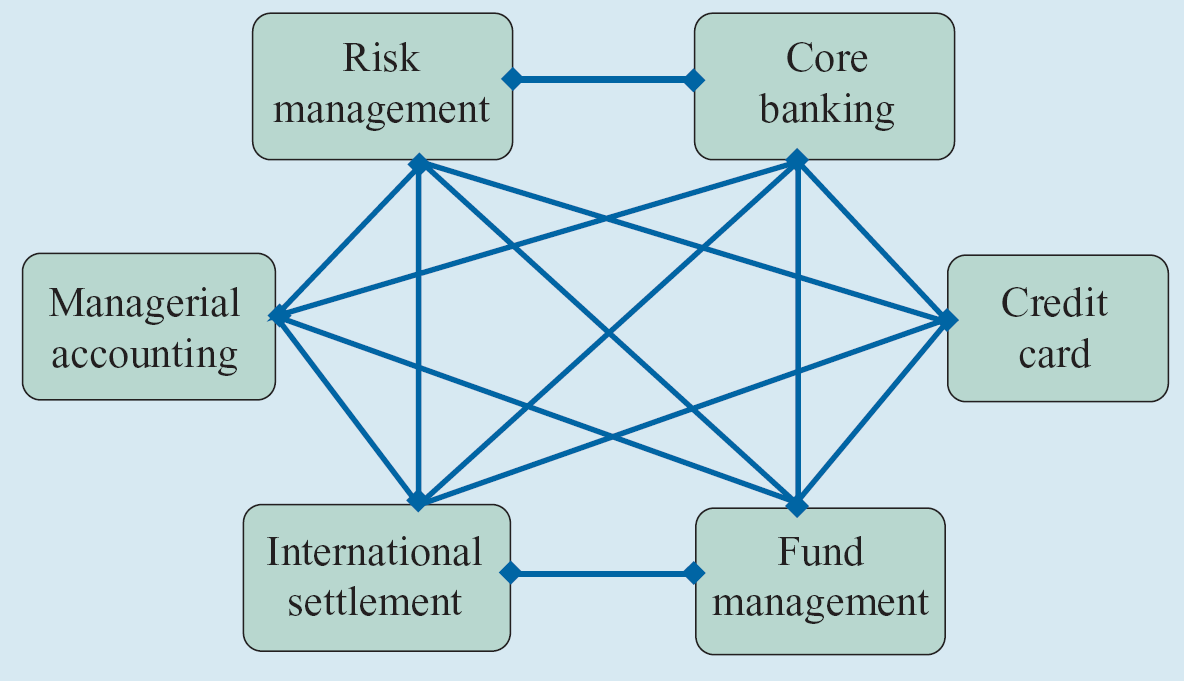 Risk
management
Core
banking
Managerial
accounting
Credit
card
International
settlement
Fund
management